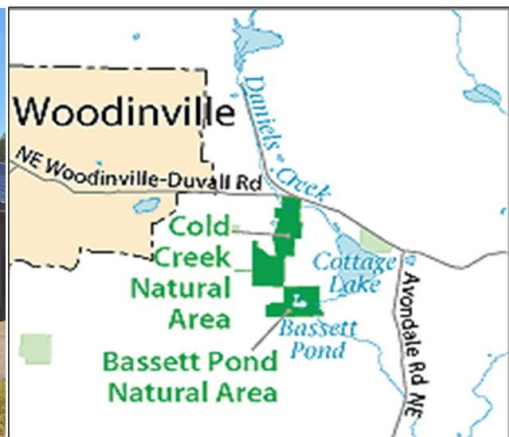 Woodinville
Daniels Creek
NE Woodinville-Duvall Rd
Cold
Creek
Natural
Area
Cottage
Lake
Bassett
Pond
Avondale Rd NE
Bassett Pond
Natural Area